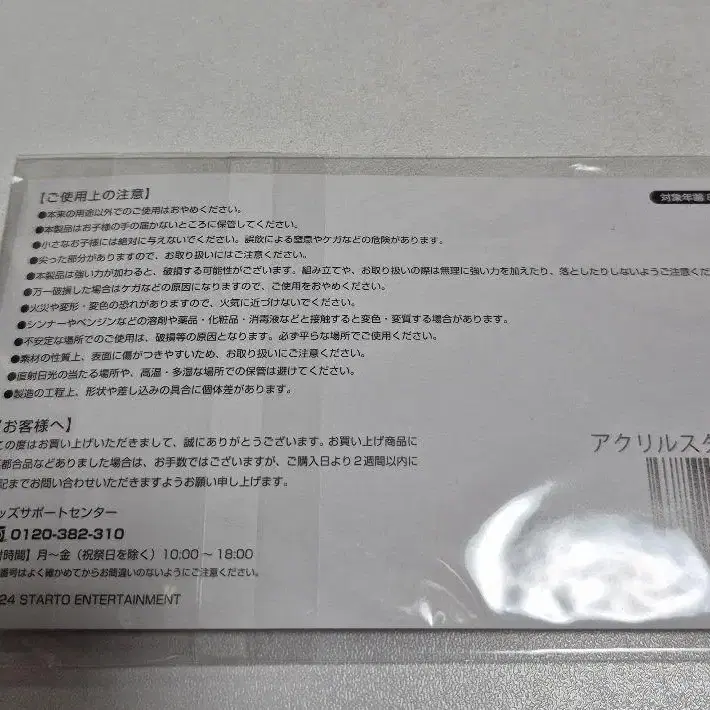 【ご使用上の注意】
対象年齢
●本来の用途以外でのご使用はおやめください。
●本製品はお子様の手の届かないところに保管してください。
●小さなお子様には絶対に与えないでください。誤飲による窒息やケガなどの危険があります。
●尖った部分がありますので、お取り扱いにはご注意ください。
●本製品は強い力が加わると、破損する可能性がございます。組み立てや、お取り扱いの際は無理に強い力を加えたり、落としたりしないようご注意くだ
●万一破損した場合はケガなどの原因になりますので、ご使用をおやめください。
●火災や変形・変色の恐れがありますので、火気に近づけないでください。
●シンナーやベンジンなどの溶剤や薬品・化粧品・消毒液などと接触すると変色・変質する場合があります。
●不安定な場所でのご使用は、破損等の原因となります。必ず平らな場所でご使用ください。
●素材の性質上、表面に傷がつきやすいため、お取り扱いにご注意ください。
●直射日光の当たる場所や、高温・多湿な場所での保管は避けてください。
●製造の工程上、形状や差し込みの具合に個体差があります。
【お客様へ】
の度はお買い上げいただきまして、誠にありがとうございます。お買い上げ商品に
都合品などありました場合は、お手数ではございますが、ご購入日より2週間以内に
記までお問い合わせいただきますようお願い申し上げます。
アクリルスタ
ッズサポートセンター
0120-382-310
時間】月～金（祝祭日を除く）10:00～18:00
番号はよく確かめてからお間違いのないようにご注意ください。
24 STARTO ENTERTAINMENT